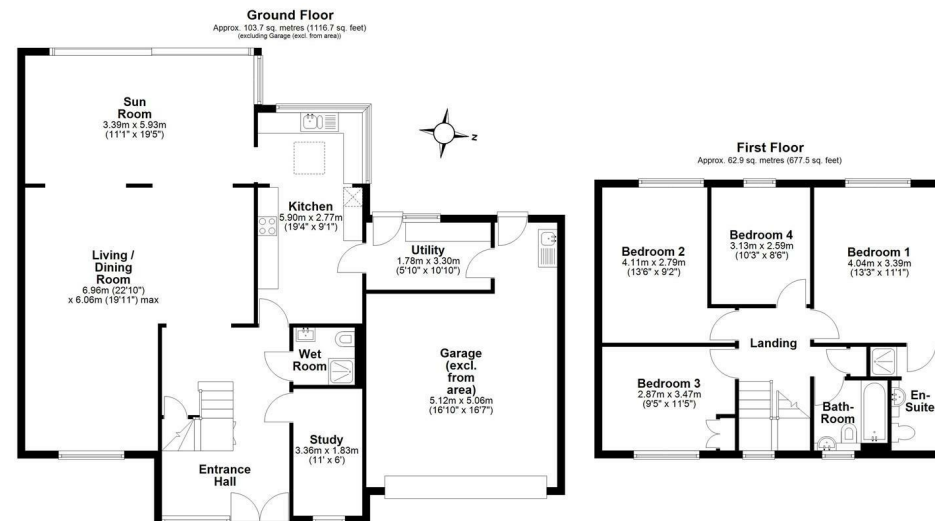 Ground Floor
Approx. 103.7 sq. metres (1116.7 sq. feet)
(excluding Garage (excl. from area))
Sun
Room
3.39m x 5.93m
(11'1" x 19'5")
Kitchen
5.90m x 2.77m
(19'4" x 9'1")
Utility
1.78m x 3.30m
(5'10" x 10'10")
Living /
Dining
Room
6.96m (22'10")
x 6.06m (19'11") max
Wet
Room
Garage
(excl.
from
area)
5.12m x 5.06m
(16'10" x 16'7")
Study
3.36m x 1.83m
(11' x 6')
Entrance
Hall
N
First Floor
Approx. 62.9 sq. metres (677.5 sq. feet)
Bedroom 2
4.11m x 2.79m
(13'6" x 9'2")
Bedroom 4
3.13m x 2.59m
(10'3" x 8'6")
Bedroom 1
4.04m x 3.39m
(13'3" x 11'1")
Landing
Bedroom 3
2.87m x 3.47m
(9'5" x 11'5")
Bath-
Room
En-
Suite